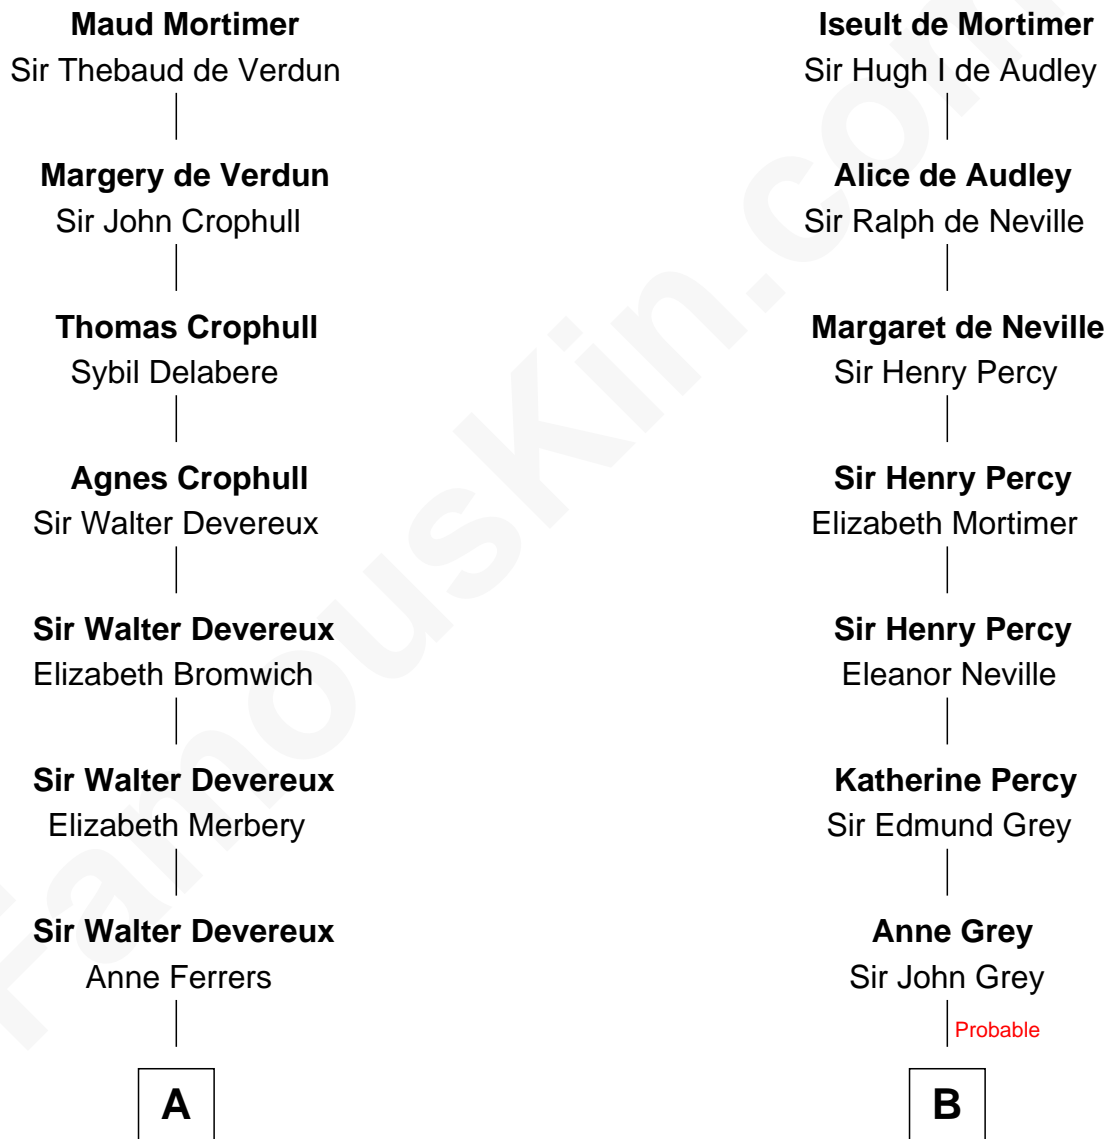 Maud Mortimer
Sir Thebaud de Verdun
Margery de Verdun
Sir John Crophull
Thomas Crophull
Sybil Delabere
Agnes Crophull
Sir Walter Devereux
Sir Walter Devereux
Elizabeth Bromwich
Sir Walter Devereux
Elizabeth Merbery
Sir Walter Devereux
Anne Ferrers
A
Iseult de Mortimer
Sir Hugh I de Audley
Alice de Audley
Sir Ralph de Neville
Margaret de Neville
Sir Henry Percy
Sir Henry Percy
Elizabeth Mortimer
Sir Henry Percy
Eleanor Neville
Katherine Percy
Sir Edmund Grey
Anne Grey
Sir John Grey
Probable
B
FamousKin.com